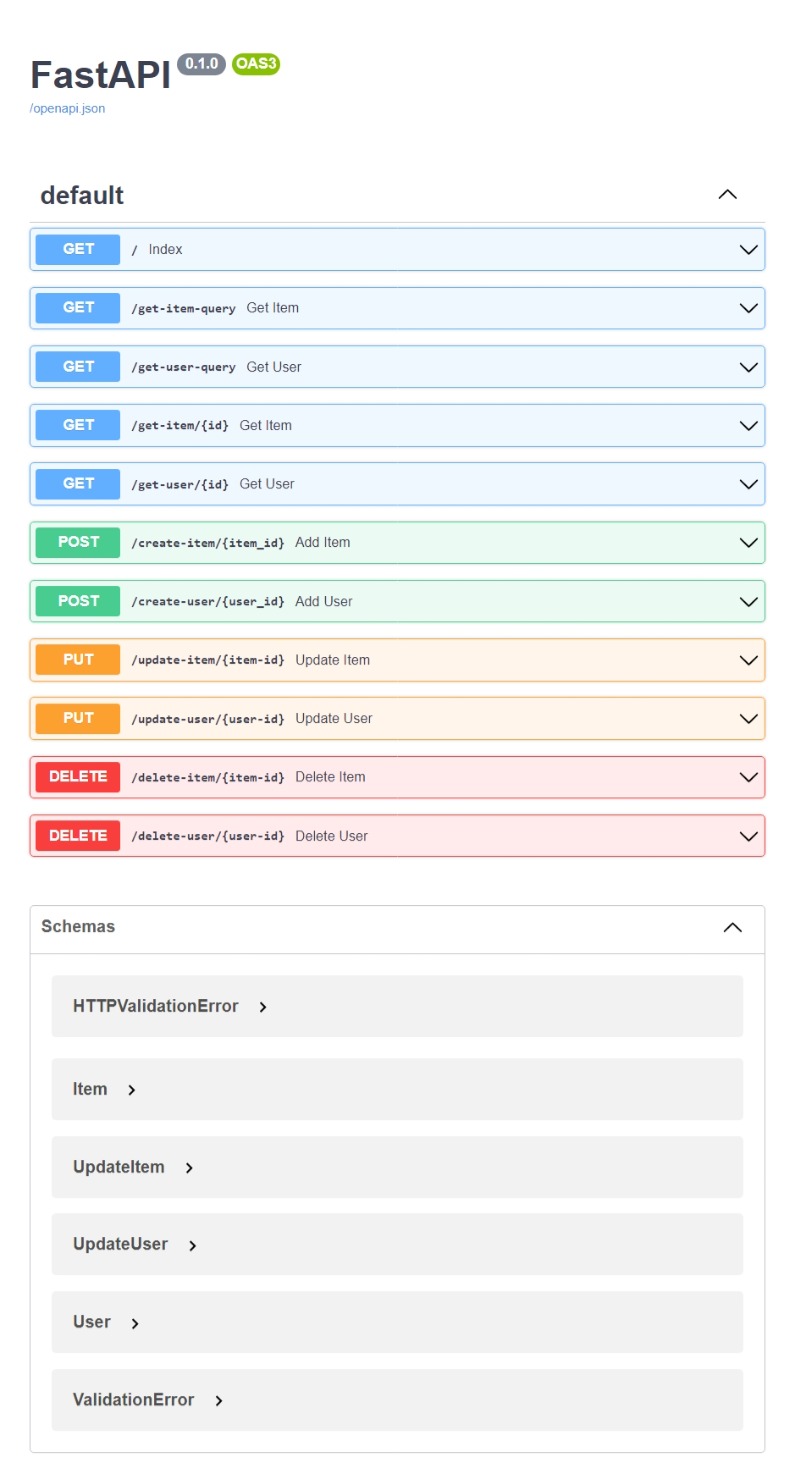 FastAPI 0.1.0 OAS3
/openapi.json
default
GET / Index
GET /get-item-query Get Item
GET /get-user-query Get User
GET /get-item/{id} Get Item
GET /get-user/{id} Get User
POST /create-item/{item_id} Add Item
POST /create-user/{user_id} Add User
PUT /update-item/{item-id} Update Item
PUT /update-user/{user-id} Update User
DELETE /delete-item/{item-id} Delete Item
DELETE /delete-user/{user-id} Delete User
Schemas
HTTPValidationError
Item
UpdateItem
UpdateUser
User
ValidationError